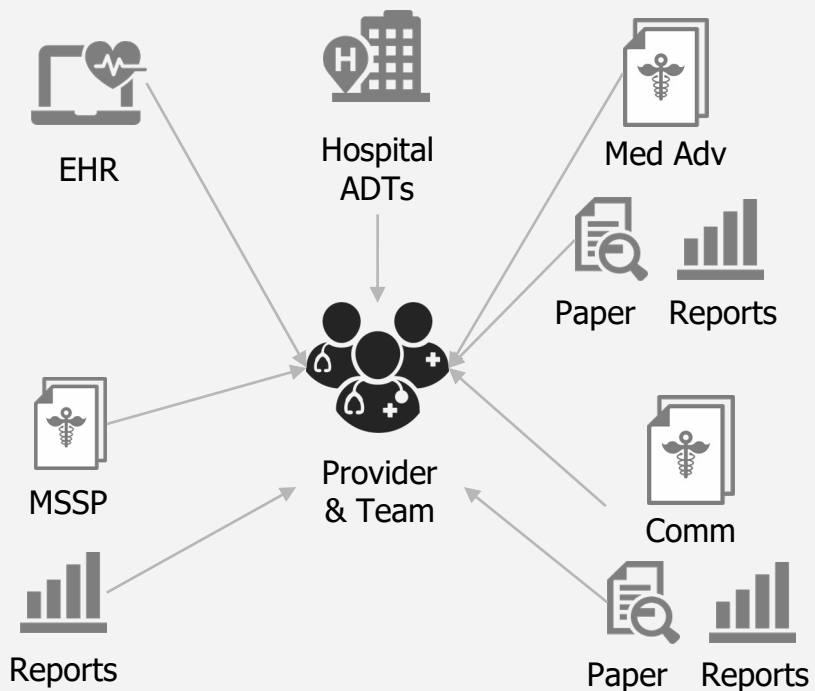 EHR
Hospital
ADTs
Med Adv
H
Paper
Reports
MSSP
Provider
& Team
Comm
Reports
Paper
Reports